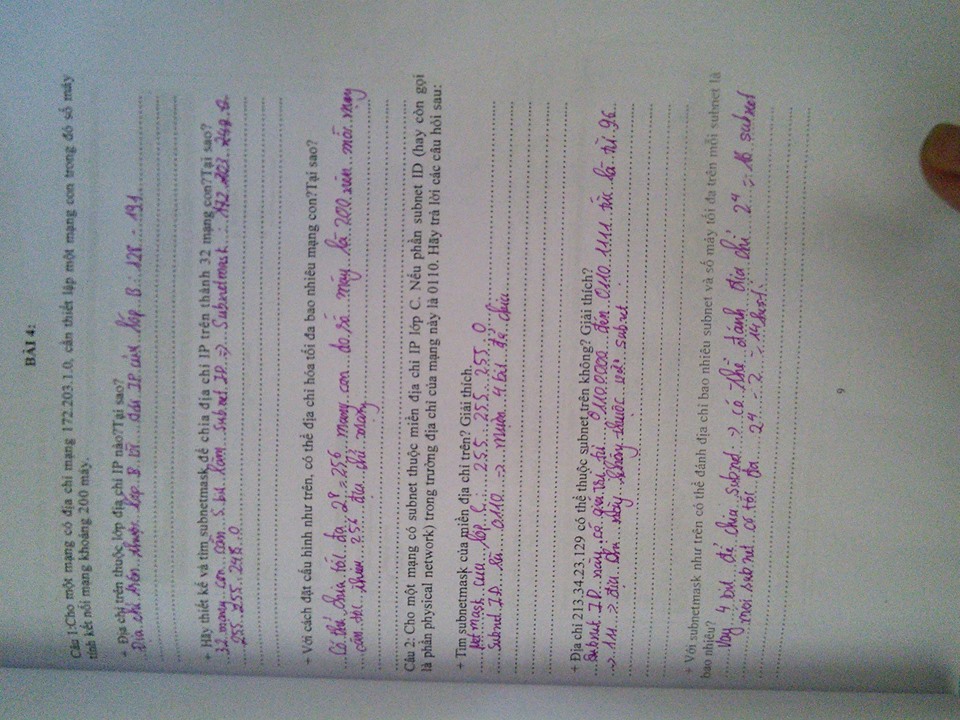 BÀI 4:
Câu 1:Cho một mạng có địa chỉ mạng 172.203.1.0, cần thiết lập một mạng con trong đó số máy
tính kết nối mạng khoảng 200 máy.
+ Địa chỉ trên thuộc lớp địa chỉ IP nào?Tại sao?
Địa chỉ trên thuộc lớp B vì dải IP của lớp B : 128 - 191
+ Hãy thiết kế và tìm subnetmask để chia địa chỉ IP trên thành 32 mạng con?Tại sao?
32 mạng con cần 5 bit làm subnet ID => Subnetmask : 172 203 248 0
255 255 248 0
+ Với cách đặt cấu hình như trên, có thể địa chỉ hóa tối đa bao nhiêu mạng con?Tại sao?
Có thể chia tối đa 2⁸ = 256 mạng con do số máy là 200 nên mỗi mạng
cần 256 địa chỉ mạng
Câu 2: Cho một mạng có subnet thuộc miền địa chỉ IP lớp C. Nếu phần subnet ID (hay còn gọi
là phần physical network) trong trường địa chỉ của mạng này là 0110. Hãy trả lời các câu hỏi sau:
+ Tìm subnetmask của miền địa chỉ trên? Giải thích.
Netmask của lớp C : 255 . 255 . 255 . 0
Subnet ID là 0110 -> mượn 4 bit để chia
+ Địa chỉ 213.34.23.129 có thể thuộc subnet trên không? Giải thích?
Subnet ID này có giá trị từ 0110 0000 đến 0110 1111 tức là từ 96
-> 111 => địa chỉ này không thuộc subnet
+ Với subnetmask như trên có thể đánh địa chỉ bao nhiêu subnet và số máy tối đa trên mỗi subnet là
bao nhiêu?
Vay 4 bit để chia subnet -> có thể đánh địa chỉ 2⁴ = 16 subnet
mỗi subnet có tối đa 2⁴ - 2 = 14 host
9